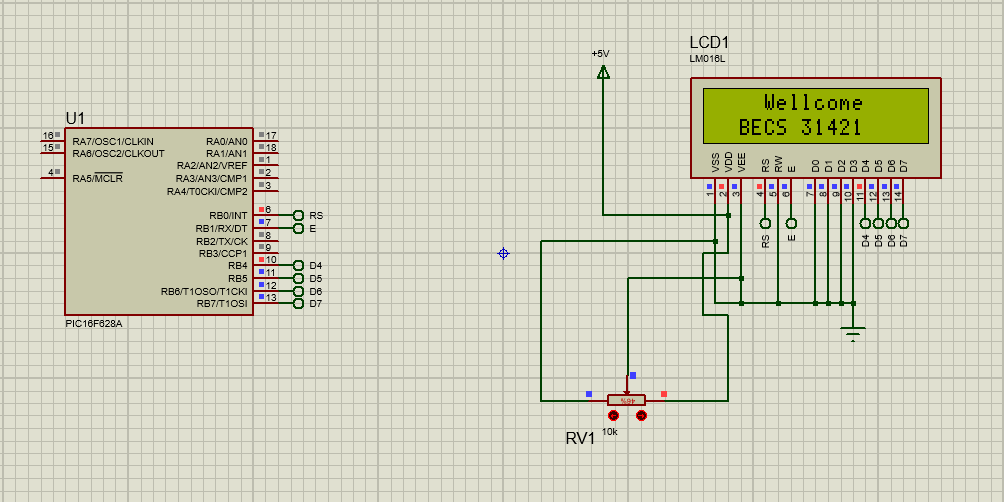 U1
16 RA7/OSC1/CLKIN RA0/AN0 17
15 RA6/OSC2/CLKOUT RA1/AN1 18
RA2/AN2/VREF 1
4 RA5/MCLR RA3/AN3/CMP1 2
RA4/T0CKI/CMP2 3
RB0/INT 6 RS
RB1/RX/DT 7 E
RB2/TX/CK 8
RB3/CCP1 9
RB4 10 D4
RB5 11 D5
RB6/T1OSO/T1CKI 12 D6
RB7/T1OSI 13 D7
PIC16F628A
+5V
LCD1
LM016L
Wellcome
BECS 31421
VSS VDD VEE RS RW E D0 D1 D2 D3 D4 D5 D6 D7
1 2 3 4 5 6 7 8 9 10 11 12 13 14
RS E D4 D5 D6 D7
RV1
10k